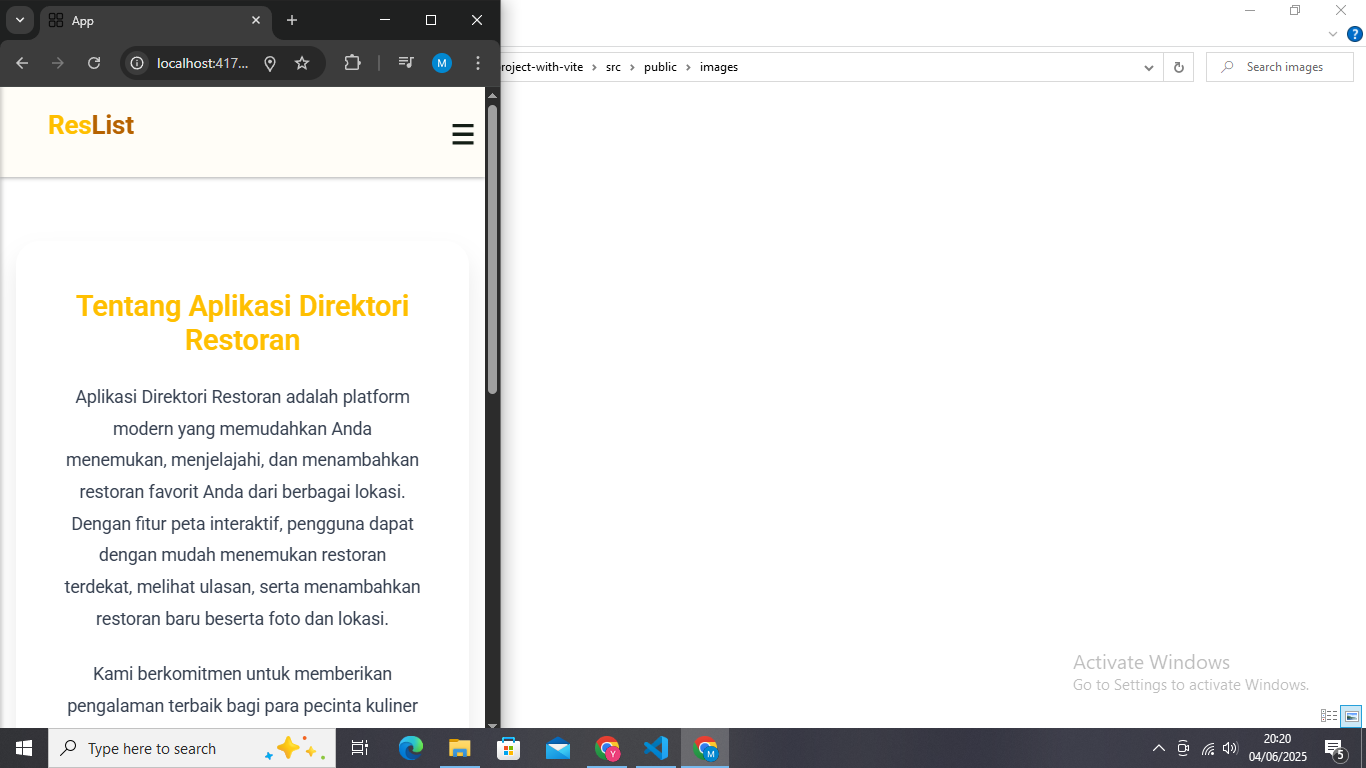 App
localhost:417...
M
roject-with-vite > src > public > images
Search images
?
ResList
Tentang Aplikasi Direktori
Restoran
Aplikasi Direktori Restoran adalah platform
modern yang memudahkan Anda
menemukan, menjelajahi, dan menambahkan
restoran favorit Anda dari berbagai lokasi.
Dengan fitur peta interaktif, pengguna dapat
dengan mudah menemukan restoran
terdekat, melihat ulasan, serta menambahkan
restoran baru beserta foto dan lokasi.
Kami berkomitmen untuk memberikan
pengalaman terbaik bagi para pecinta kuliner
Activate Windows
Go to Settings to activate Windows.
Type here to search
Y
M
20:20
04/06/2025
5